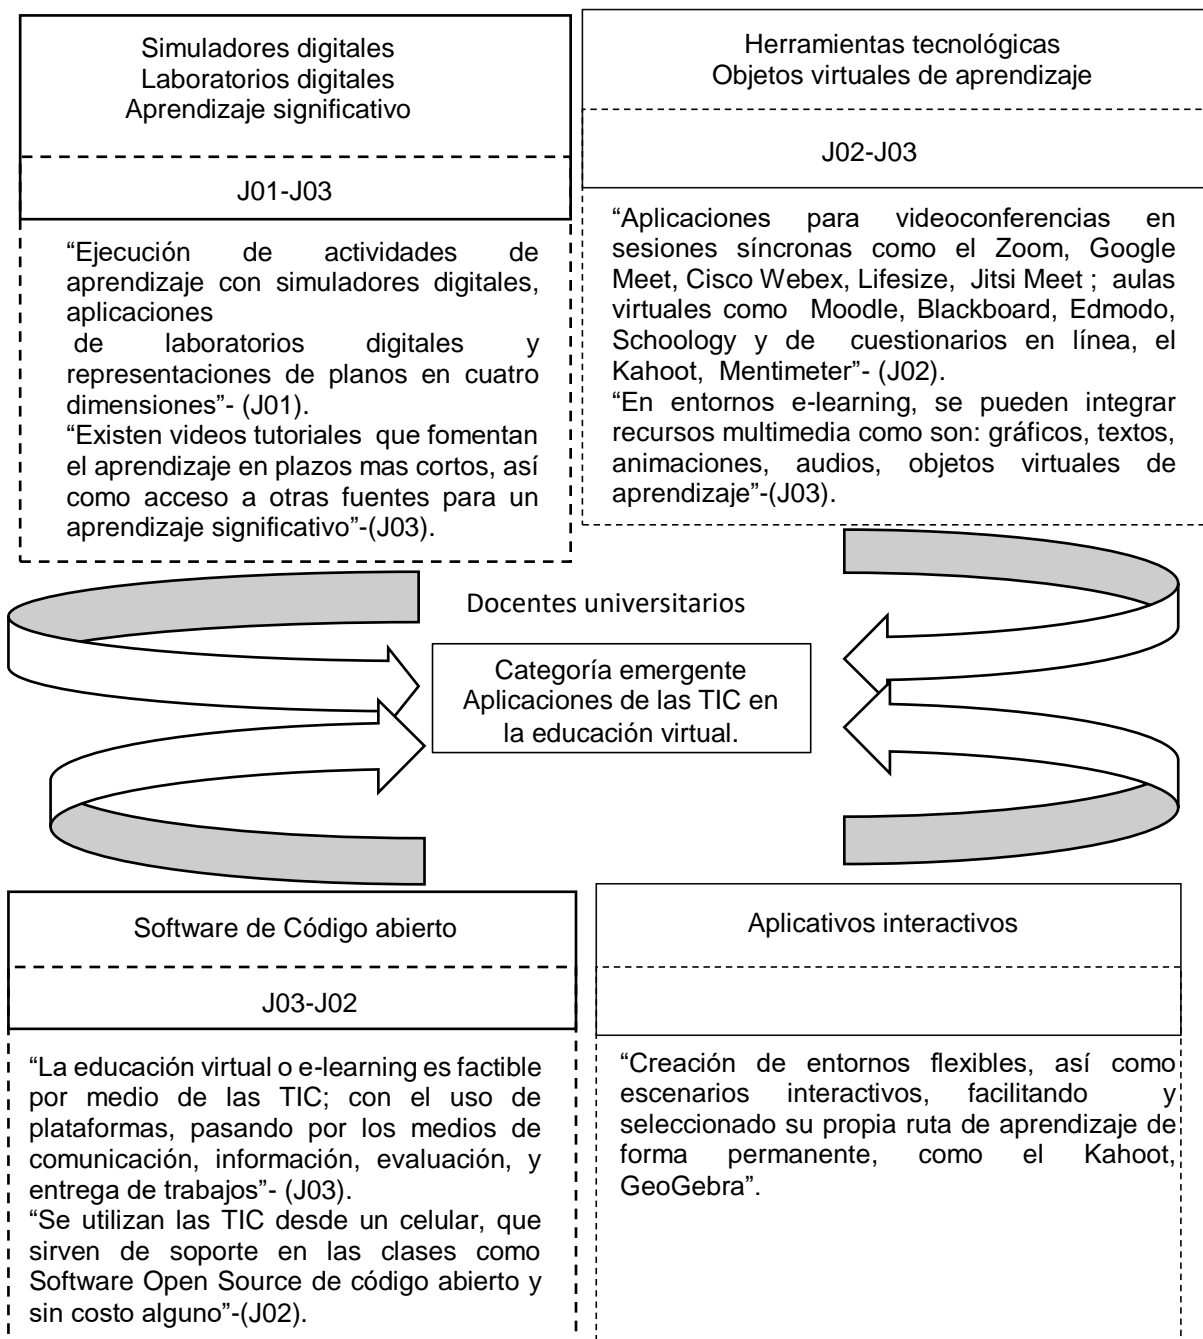 Simuladores digitales
Laboratorios digitales
Aprendizaje significativo
J01-J03
“Ejecución de actividades de
aprendizaje con simuladores digitales,
aplicaciones
de laboratorios digitales y
representaciones de planos en cuatro
dimensiones”- (J01).
“Existen videos tutoriales que fomentan
el aprendizaje en plazos mas cortos, así
como acceso a otras fuentes para un
aprendizaje significativo”-(J03).
Herramientas tecnológicas
Objetos virtuales de aprendizaje
J02-J03
“Aplicaciones para videoconferencias en
sesiones síncronas como el Zoom, Google
Meet, Cisco Webex, Lifesize, Jitsi Meet ; aulas
virtuales como Moodle, Blackboard, Edmodo,
Schoology y de cuestionarios en línea, el
Kahoot, Mentimeter”- (J02).
“En entornos e-learning, se pueden integrar
recursos multimedia como son: gráficos, textos,
animaciones, audios, objetos virtuales de
aprendizaje”-(J03).
Docentes universitarios
Categoría emergente
Aplicaciones de las TIC en
la educación virtual.
Software de Código abierto
J03-J02
“La educación virtual o e-learning es factible
por medio de las TIC; con el uso de
plataformas, pasando por los medios de
comunicación, información, evaluación, y
entrega de trabajos”- (J03).
“Se utilizan las TIC desde un celular, que
sirven de soporte en las clases como
Software Open Source de código abierto y
sin costo alguno”-(J02).
Aplicativos interactivos
“Creación de entornos flexibles, así como
escenarios interactivos, facilitando y
seleccionado su propia ruta de aprendizaje de
forma permanente, como el Kahoot,
GeoGebra”.